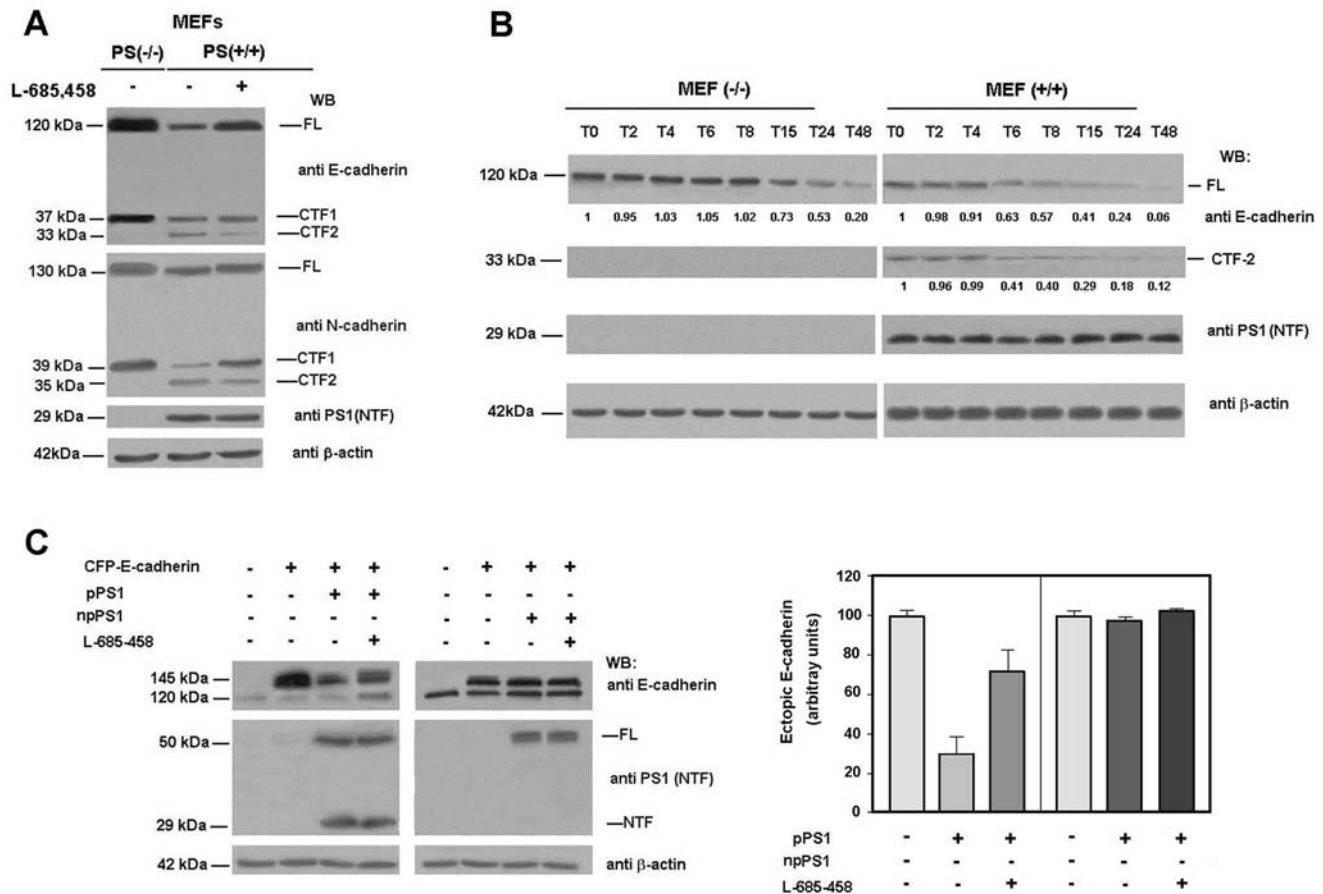 A
MEFs
PS(-/-) PS(+/+)
L-685,458 - - +
WB
120 kDa FL
anti E-cadherin
37 kDa CTF1
33 kDa CTF2
130 kDa FL
anti N-cadherin
39 kDa CTF1
35 kDa CTF2
29 kDa anti PS1(NTF)
42kDa anti β-actin
B
MEF (-/-) MEF (+/+)
T0 T2 T4 T6 T8 T15 T24 T48 T0 T2 T4 T6 T8 T15 T24 T48
WB:
120 kDa FL
1 0.95 1.03 1.05 1.02 0.73 0.53 0.20 1 0.98 0.91 0.63 0.57 0.41 0.24 0.06 anti E-cadherin
33 kDa CTF-2
1 0.96 0.99 0.41 0.40 0.29 0.18 0.12
29 kDa anti PS1 (NTF)
42kDa anti β-actin
C
CFP-E-cadherin - + + + - + + +
pPS1 - - + + - - - -
npPS1 - - - - - - + +
L-685-458 - - - + - - - +
WB:
145 kDa anti E-cadherin
120 kDa
50 kDa FL
anti PS1 (NTF)
29 kDa NTF
42 kDa anti β-actin
Ectopic E-cadherin
(arbitray units)
120
100
80
60
40
20
0
pPS1 - + + - + +
npPS1 - - - - - -
L-685-458 - - + - - +